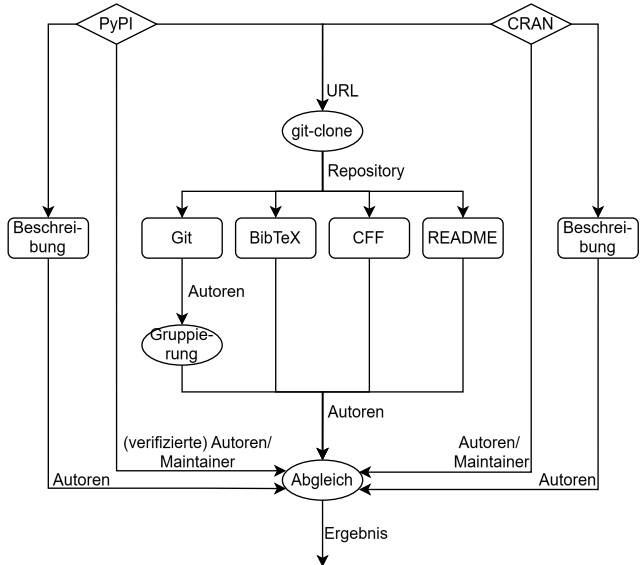 PyPI
CRAN
URL
git-clone
Repository
Beschrei-
bung
Git
BibTeX
CFF
README
Beschrei-
bung
Autoren
Gruppie-
rung
Autoren
(verifizierte) Autoren/
Maintainer
Autoren/
Maintainer
Autoren
Abgleich
Autoren
Ergebnis